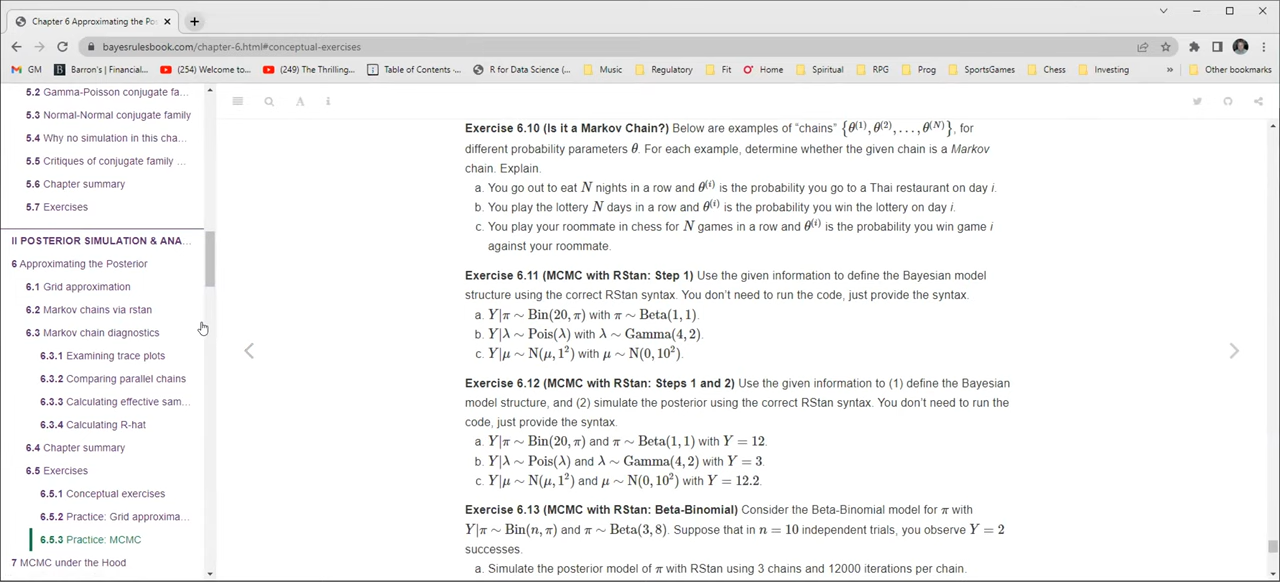 Chapter 6 Approximating the Pos
bayesrulesbook.com/chapter-6.html#conceptual-exercises
GM
Barron's | Financial...
(254) Welcome to...
(249) The Thrilling...
Table of Contents -...
R for Data Science (...
Music
Regulatory
Fit
Home
Spiritual
RPG
Prog
SportsGames
Chess
Investing
»
Other bookmarks
5.2 Gamma-Poisson conjugate fa...
5.3 Normal-Normal conjugate family
5.4 Why no simulation in this cha...
5.5 Critiques of conjugate family ...
5.6 Chapter summary
5.7 Exercises
II POSTERIOR SIMULATION & ANA...
6 Approximating the Posterior
6.1 Grid approximation
6.2 Markov chains via rstan
6.3 Markov chain diagnostics
6.3.1 Examining trace plots
6.3.2 Comparing parallel chains
6.3.3 Calculating effective sam...
6.3.4 Calculating R-hat
6.4 Chapter summary
6.5 Exercises
6.5.1 Conceptual exercises
6.5.2 Practice: Grid approxima...
6.5.3 Practice: MCMC
7 MCMC under the Hood
Exercise 6.10 (Is it a Markov Chain?) Below are examples of “chains” {θ(1), θ(2), …, θ(N)}, for
different probability parameters θ. For each example, determine whether the given chain is a Markov
chain. Explain.
a. You go out to eat N nights in a row and θ(i) is the probability you go to a Thai restaurant on day i.
b. You play the lottery N days in a row and θ(i) is the probability you win the lottery on day i.
c. You play your roommate in chess for N games in a row and θ(i) is the probability you win game i
against your roommate.
Exercise 6.11 (MCMC with RStan: Step 1) Use the given information to define the Bayesian model
structure using the correct RStan syntax. You don’t need to run the code, just provide the syntax.
a. Y|π ∼ Bin(20, π) with π ∼ Beta(1, 1).
b. Y|λ ∼ Pois(λ) with λ ∼ Gamma(4, 2).
c. Y|μ ∼ N(μ, 1²) with μ ∼ N(0, 10²).
Exercise 6.12 (MCMC with RStan: Steps 1 and 2) Use the given information to (1) define the Bayesian
model structure, and (2) simulate the posterior using the correct RStan syntax. You don’t need to run the
code, just provide the syntax.
a. Y|π ∼ Bin(20, π) and π ∼ Beta(1, 1) with Y = 12.
b. Y|λ ∼ Pois(λ) and λ ∼ Gamma(4, 2) with Y = 3.
c. Y|μ ∼ N(μ, 1²) and μ ∼ N(0, 10²) with Y = 12.2.
Exercise 6.13 (MCMC with RStan: Beta-Binomial) Consider the Beta-Binomial model for π with
Y|π ∼ Bin(n, π) and π ∼ Beta(3, 8). Suppose that in n = 10 independent trials, you observe Y = 2
successes.
a. Simulate the posterior model of π with RStan using 3 chains and 12000 iterations per chain.